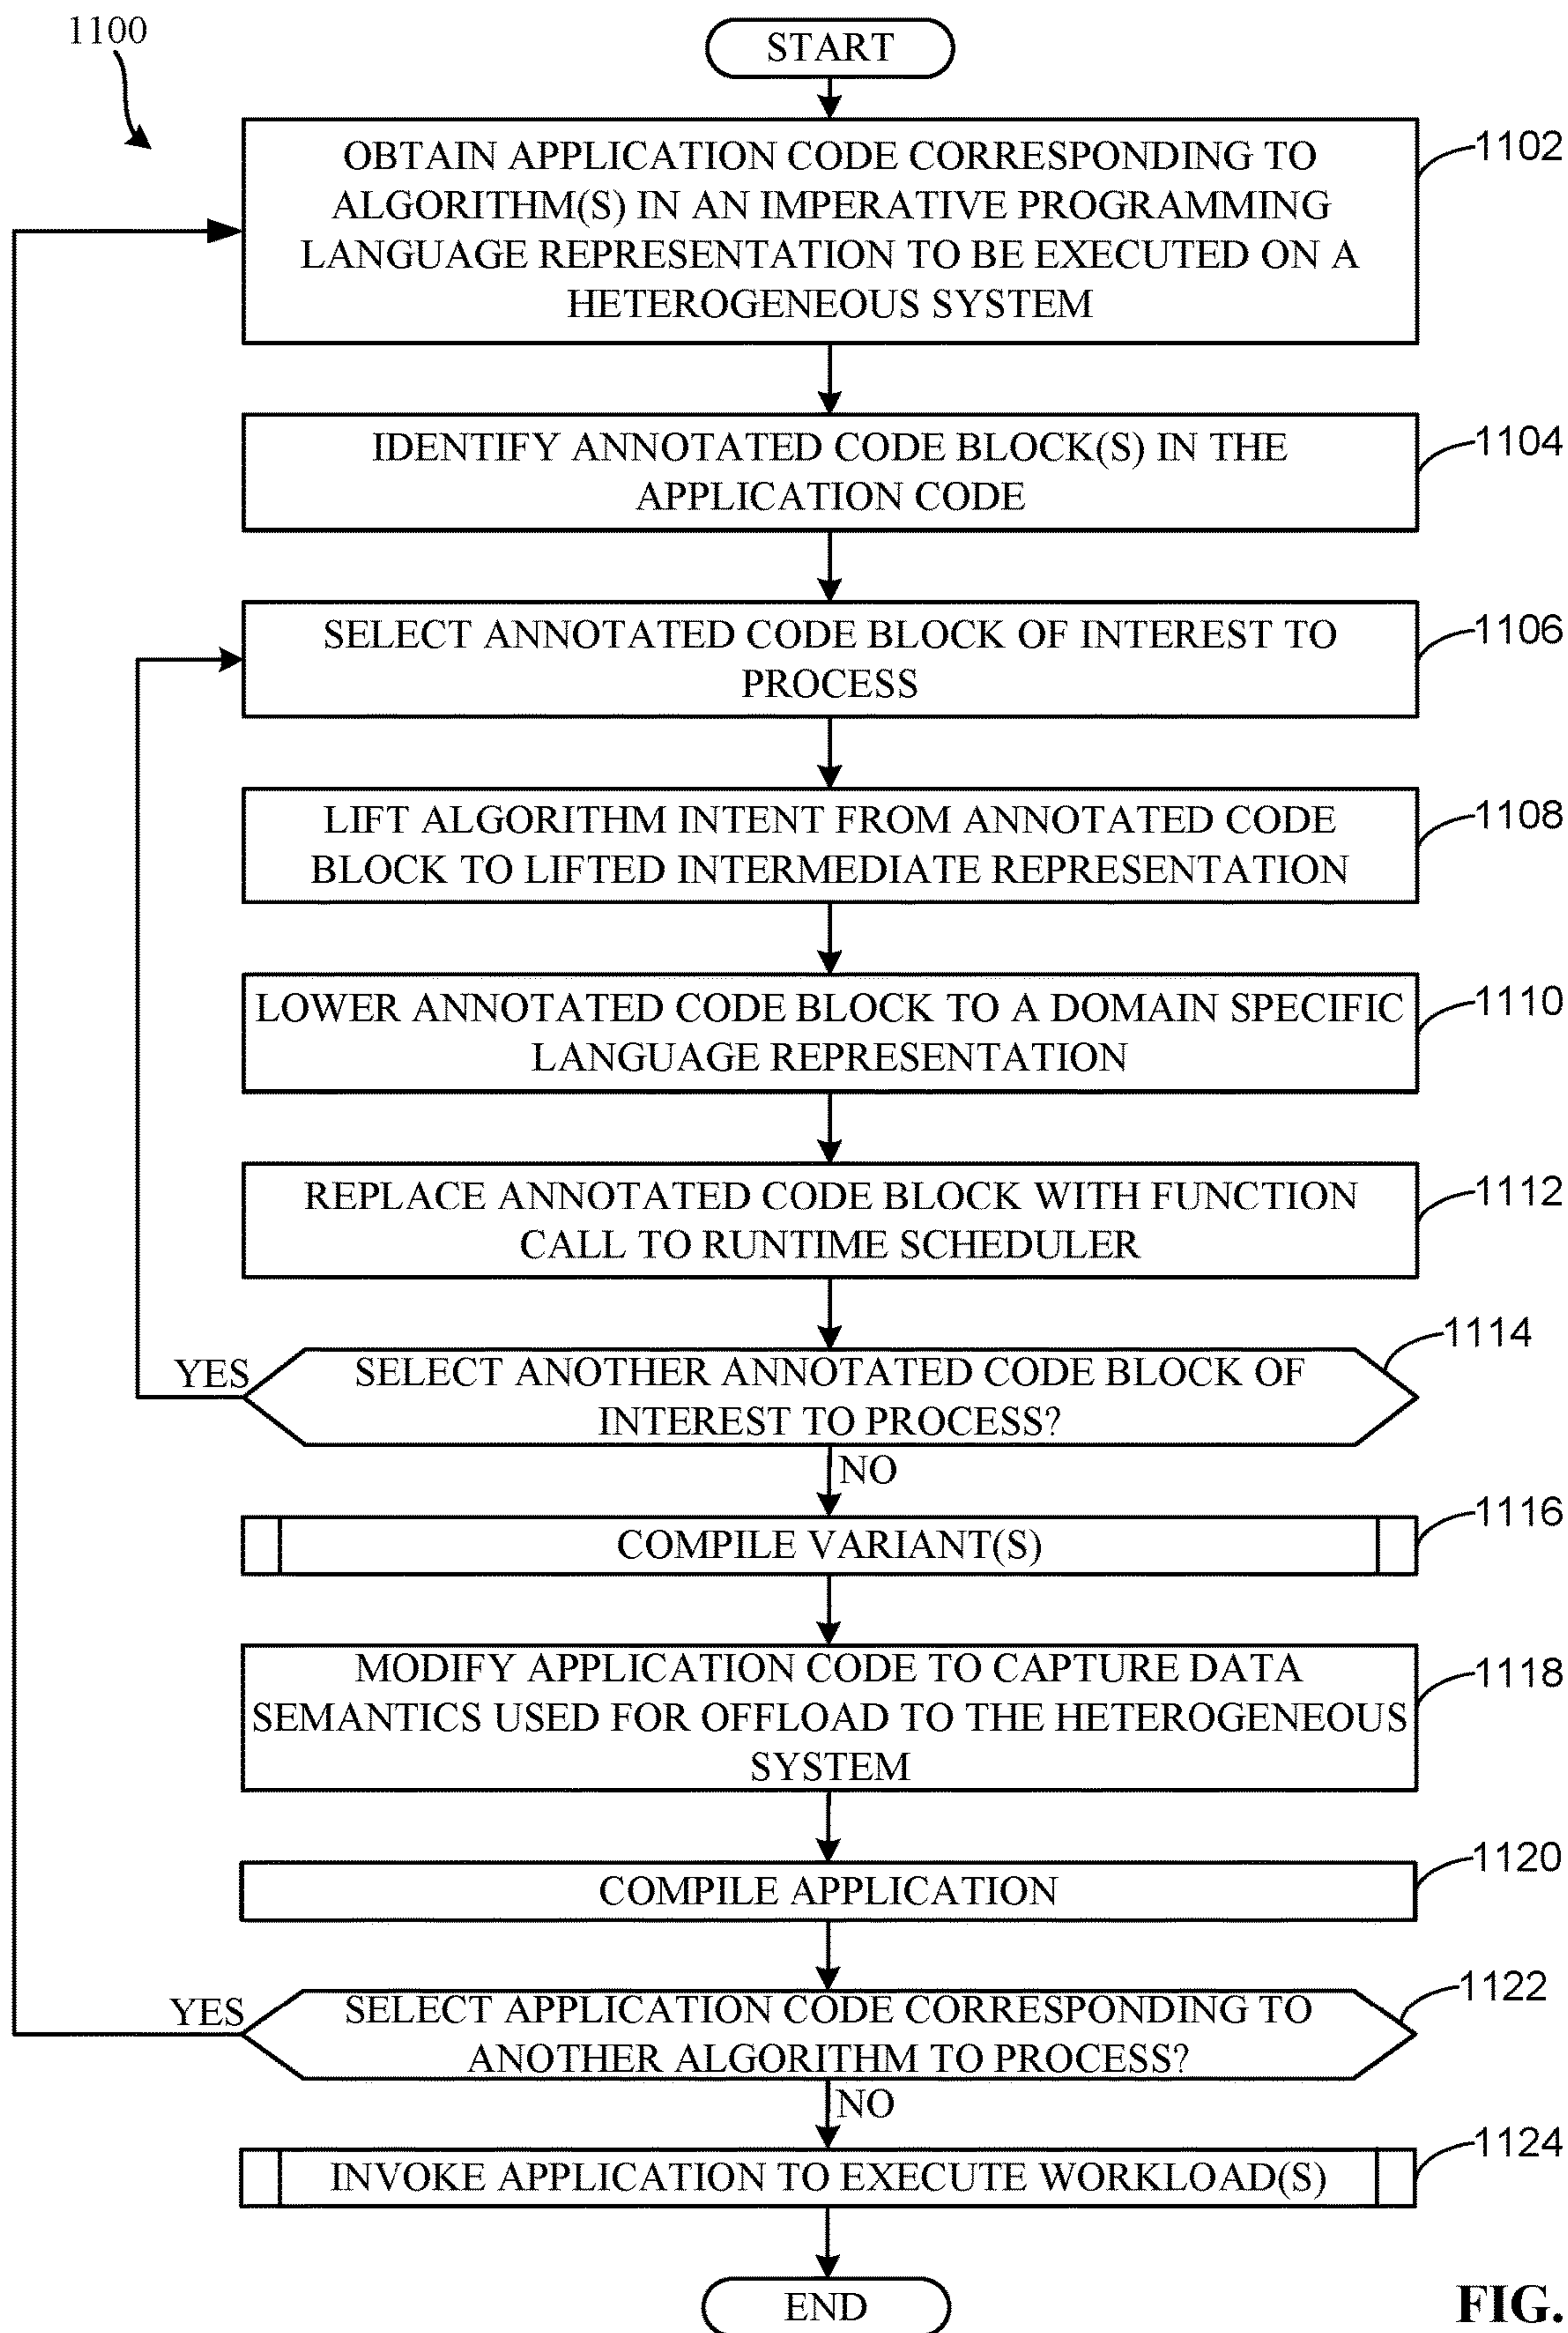 1100
START
OBTAIN APPLICATION CODE CORRESPONDING TO
ALGORITHM(S) IN AN IMPERATIVE PROGRAMMING
LANGUAGE REPRESENTATION TO BE EXECUTED ON A
HETEROGENEOUS SYSTEM
1102
IDENTIFY ANNOTATED CODE BLOCK(S) IN THE
APPLICATION CODE
1104
SELECT ANNOTATED CODE BLOCK OF INTEREST TO
PROCESS
1106
LIFT ALGORITHM INTENT FROM ANNOTATED CODE
BLOCK TO LIFTED INTERMEDIATE REPRESENTATION
1108
LOWER ANNOTATED CODE BLOCK TO A DOMAIN SPECIFIC
LANGUAGE REPRESENTATION
1110
REPLACE ANNOTATED CODE BLOCK WITH FUNCTION
CALL TO RUNTIME SCHEDULER
1112
YES
SELECT ANOTHER ANNOTATED CODE BLOCK OF
INTEREST TO PROCESS?
1114
NO
COMPILE VARIANT(S)
1116
MODIFY APPLICATION CODE TO CAPTURE DATA
SEMANTICS USED FOR OFFLOAD TO THE HETEROGENEOUS
SYSTEM
1118
COMPILE APPLICATION
1120
YES
SELECT APPLICATION CODE CORRESPONDING TO
ANOTHER ALGORITHM TO PROCESS?
1122
NO
INVOKE APPLICATION TO EXECUTE WORKLOAD(S)
1124
END
FIG.